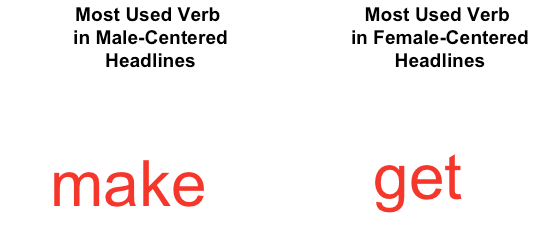 Most Used Verb
in Male-Centered
Headlines
make
Most Used Verb
in Female-Centered
Headlines
get